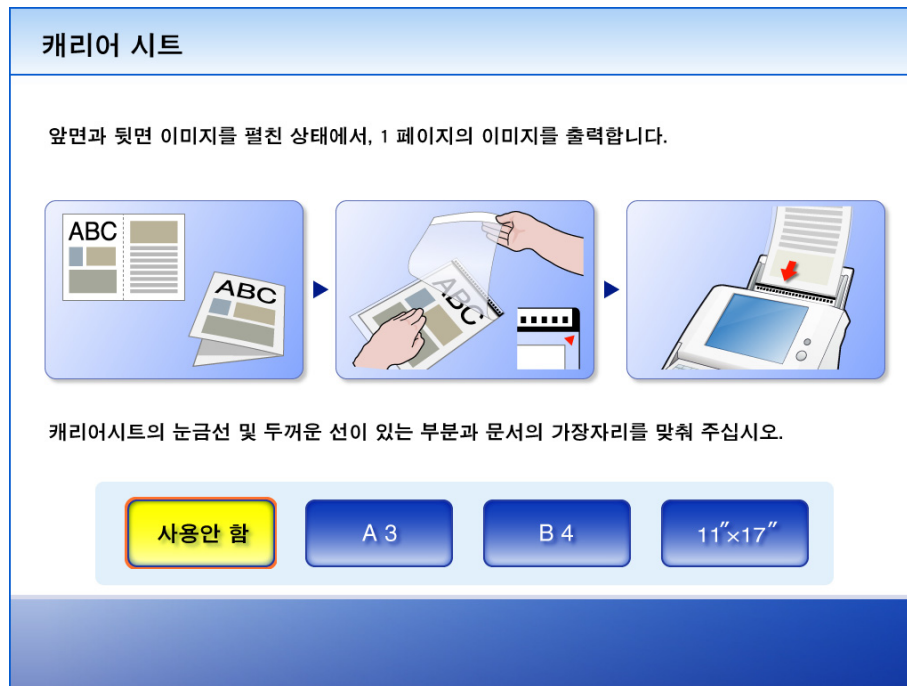 캐리어 시트
앞면과 뒷면 이미지를 펼친 상태에서, 1 페이지의 이미지를 출력합니다.
ABC
ABC
ABC
캐리어시트의 눈금선 및 두꺼운 선이 있는 부분과 문서의 가장자리를 맞춰 주십시오.
사용안 함
A 3
B 4
11″×17″